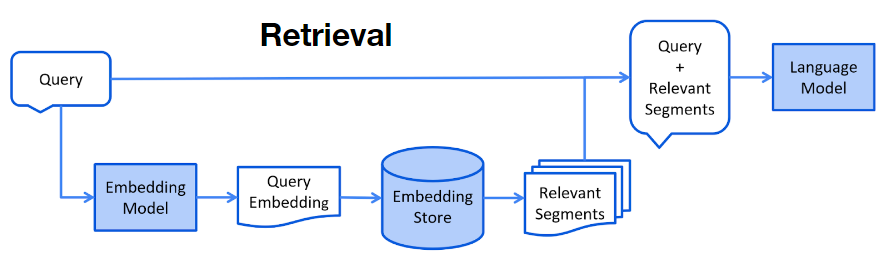 Retrieval
Query
Query
+
Relevant
Segments
Language
Model
Embedding
Model
Query
Embedding
Embedding
Store
Relevant
Segments